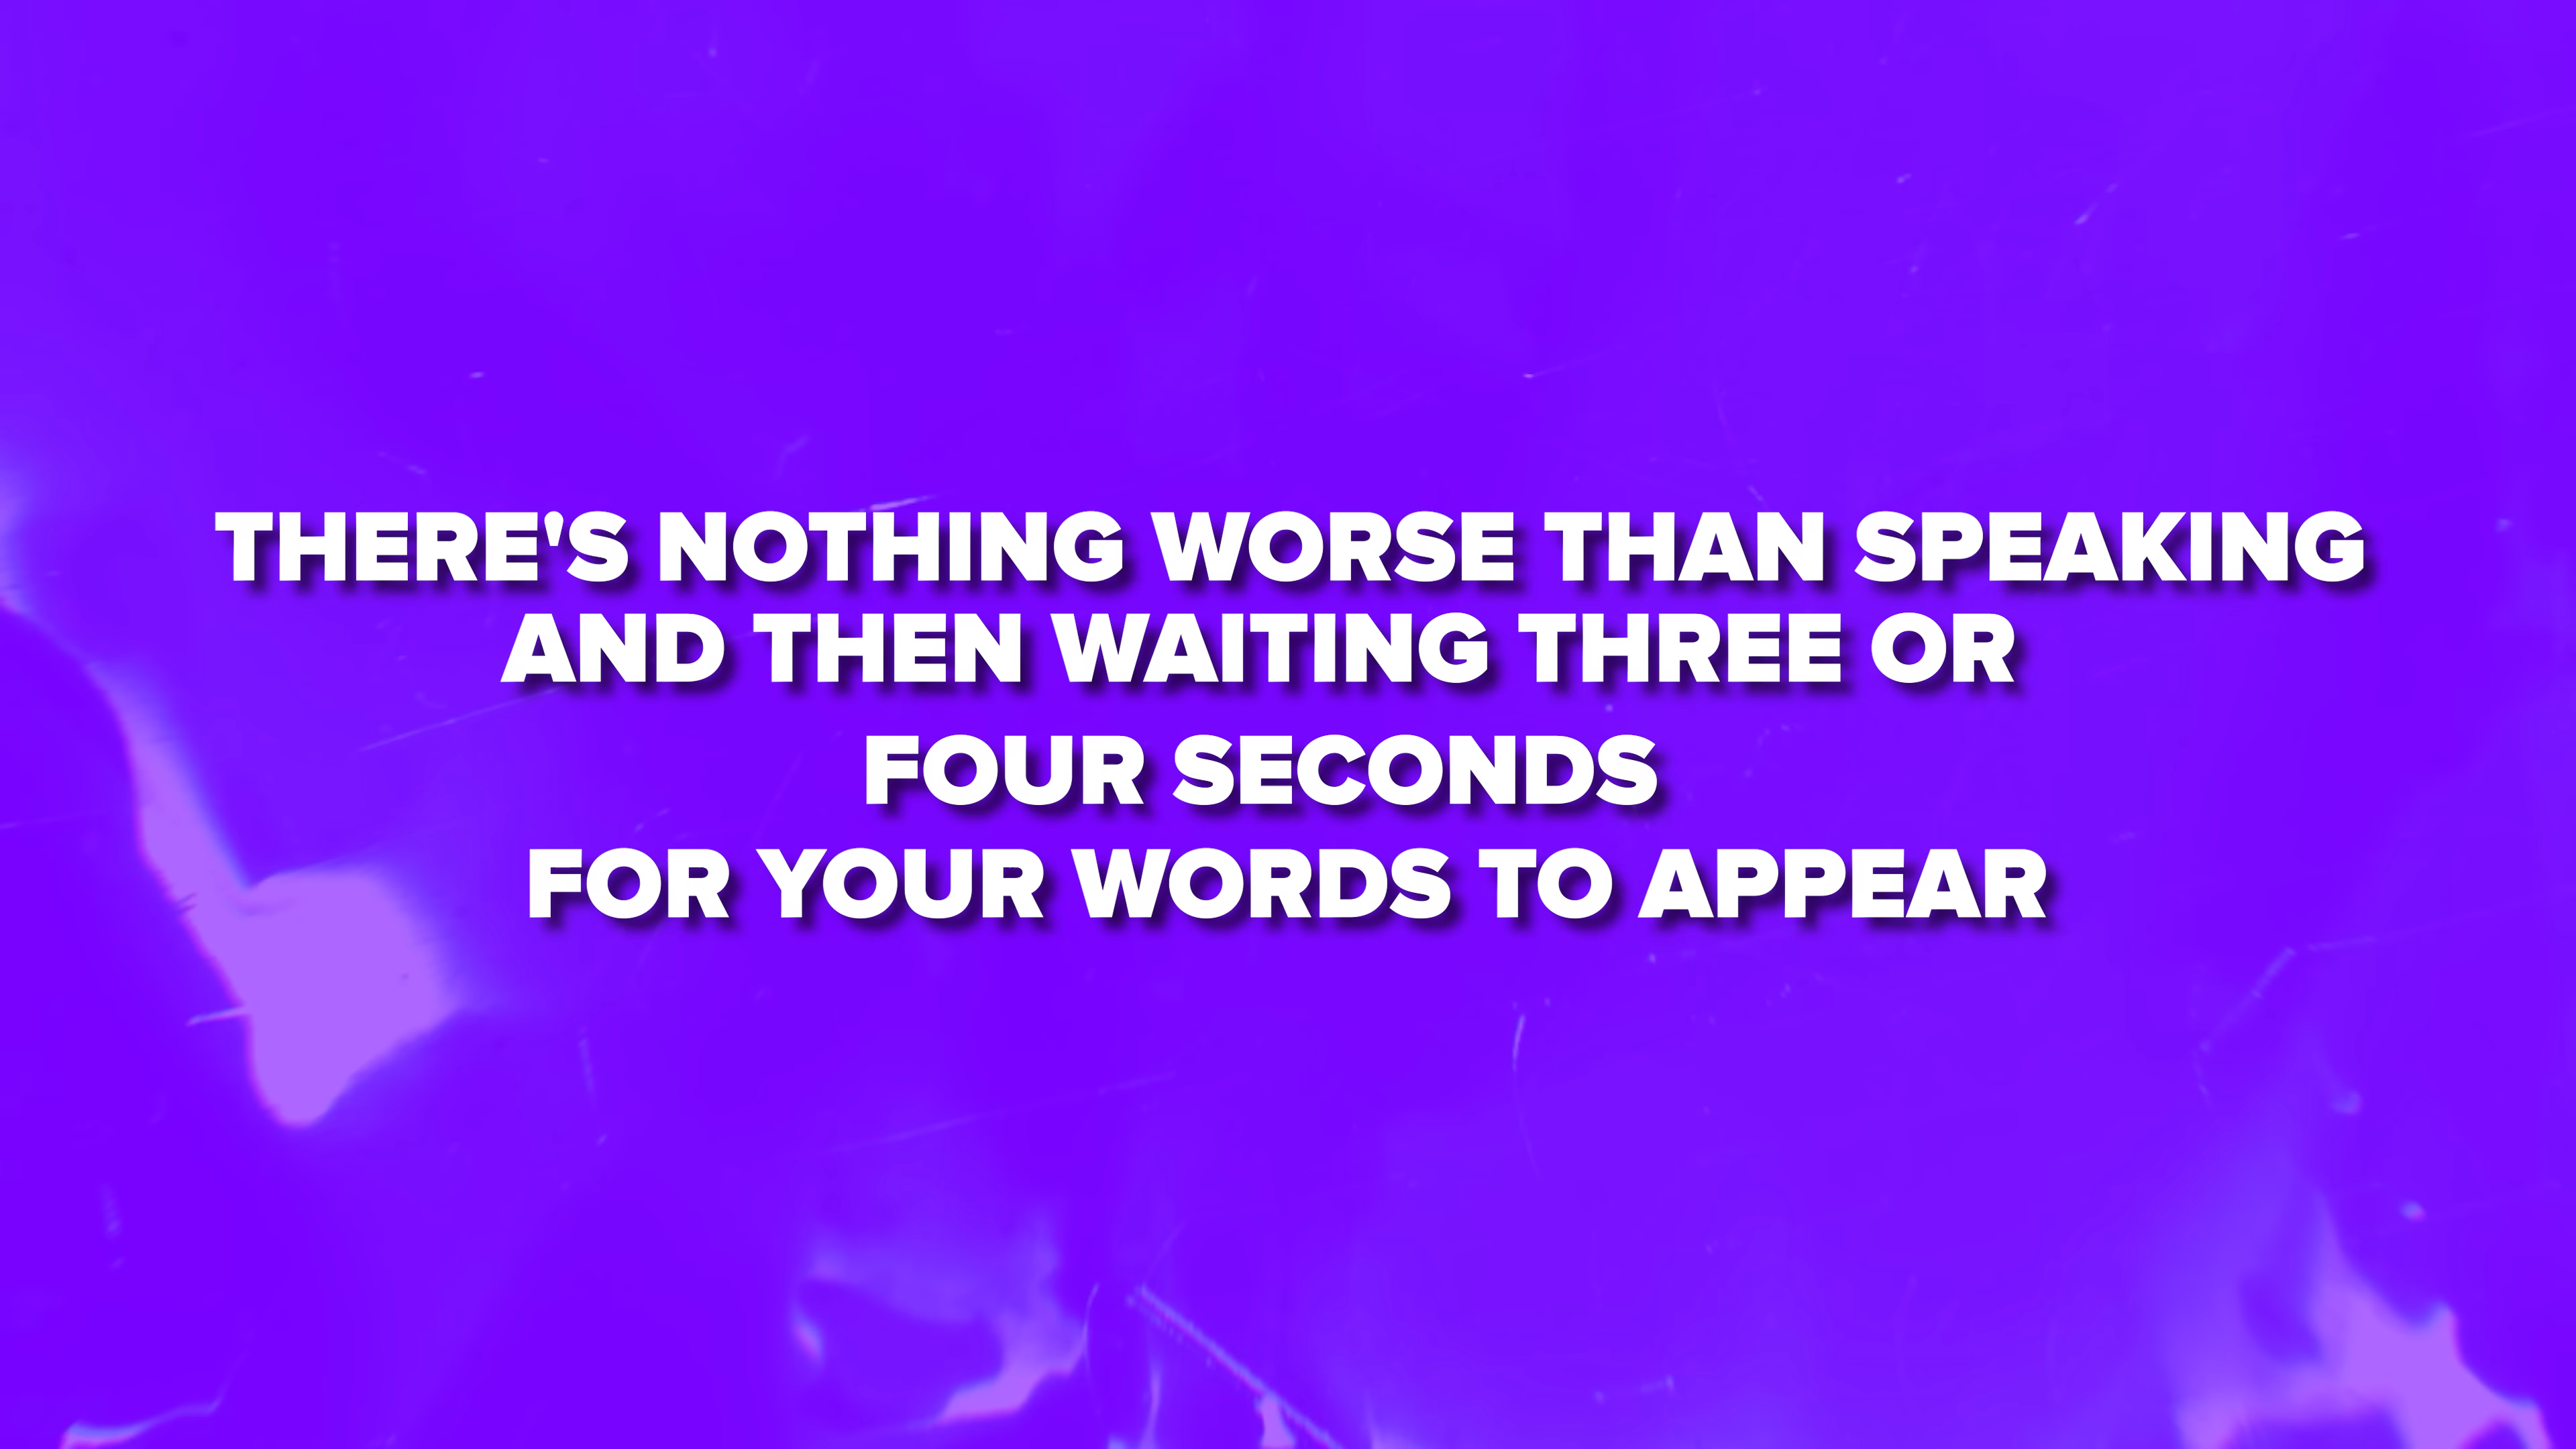 THERE'S NOTHING WORSE THAN SPEAKING
AND THEN WAITING THREE OR
FOUR SECONDS
FOR YOUR WORDS TO APPEAR